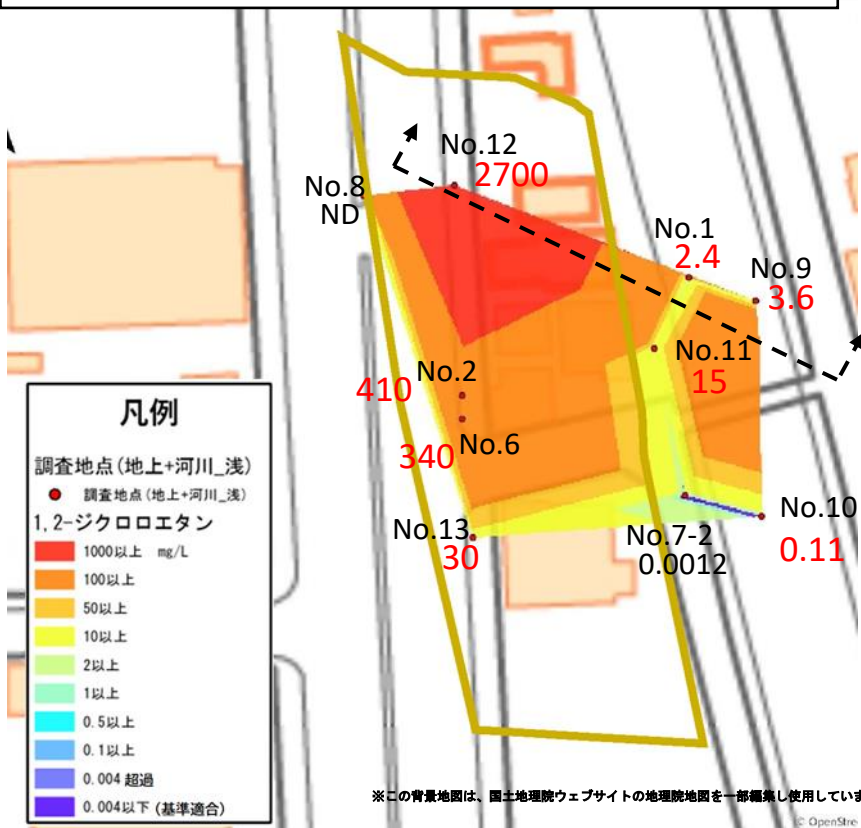 No.12
2700
No.8
ND
No.1
2.4
No.9
3.6
No.11
15
No.2
410
No.6
340
No.13
30
No.7-2
0.0012
No.10
0.11
凡例
調査地点(地上+河川_浅)
調査地点(地上+河川_浅)
1,2-ジクロロエタン
1000以上 mg/L
100以上
50以上
10以上
2以上
1以上
0.5以上
0.1以上
0.004 超過
0.004以下 (基準適合)
※この背景地図は、国土地理院ウェブサイトの地理院地図を一部編集し使用していま
© OpenStre